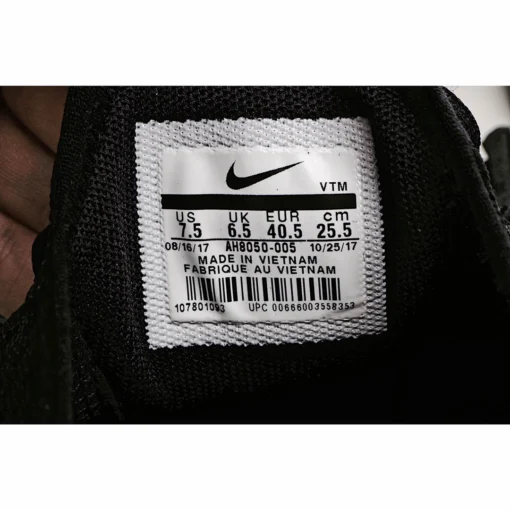 VTM
US UK EUR cm
7.5 6.5 40.5 25.5
08/16/17 AH8050-005 10/25/17
MADE IN VIETNAM
FABRIQUE AU VIETNAM
107801093 UPC 00666003558353